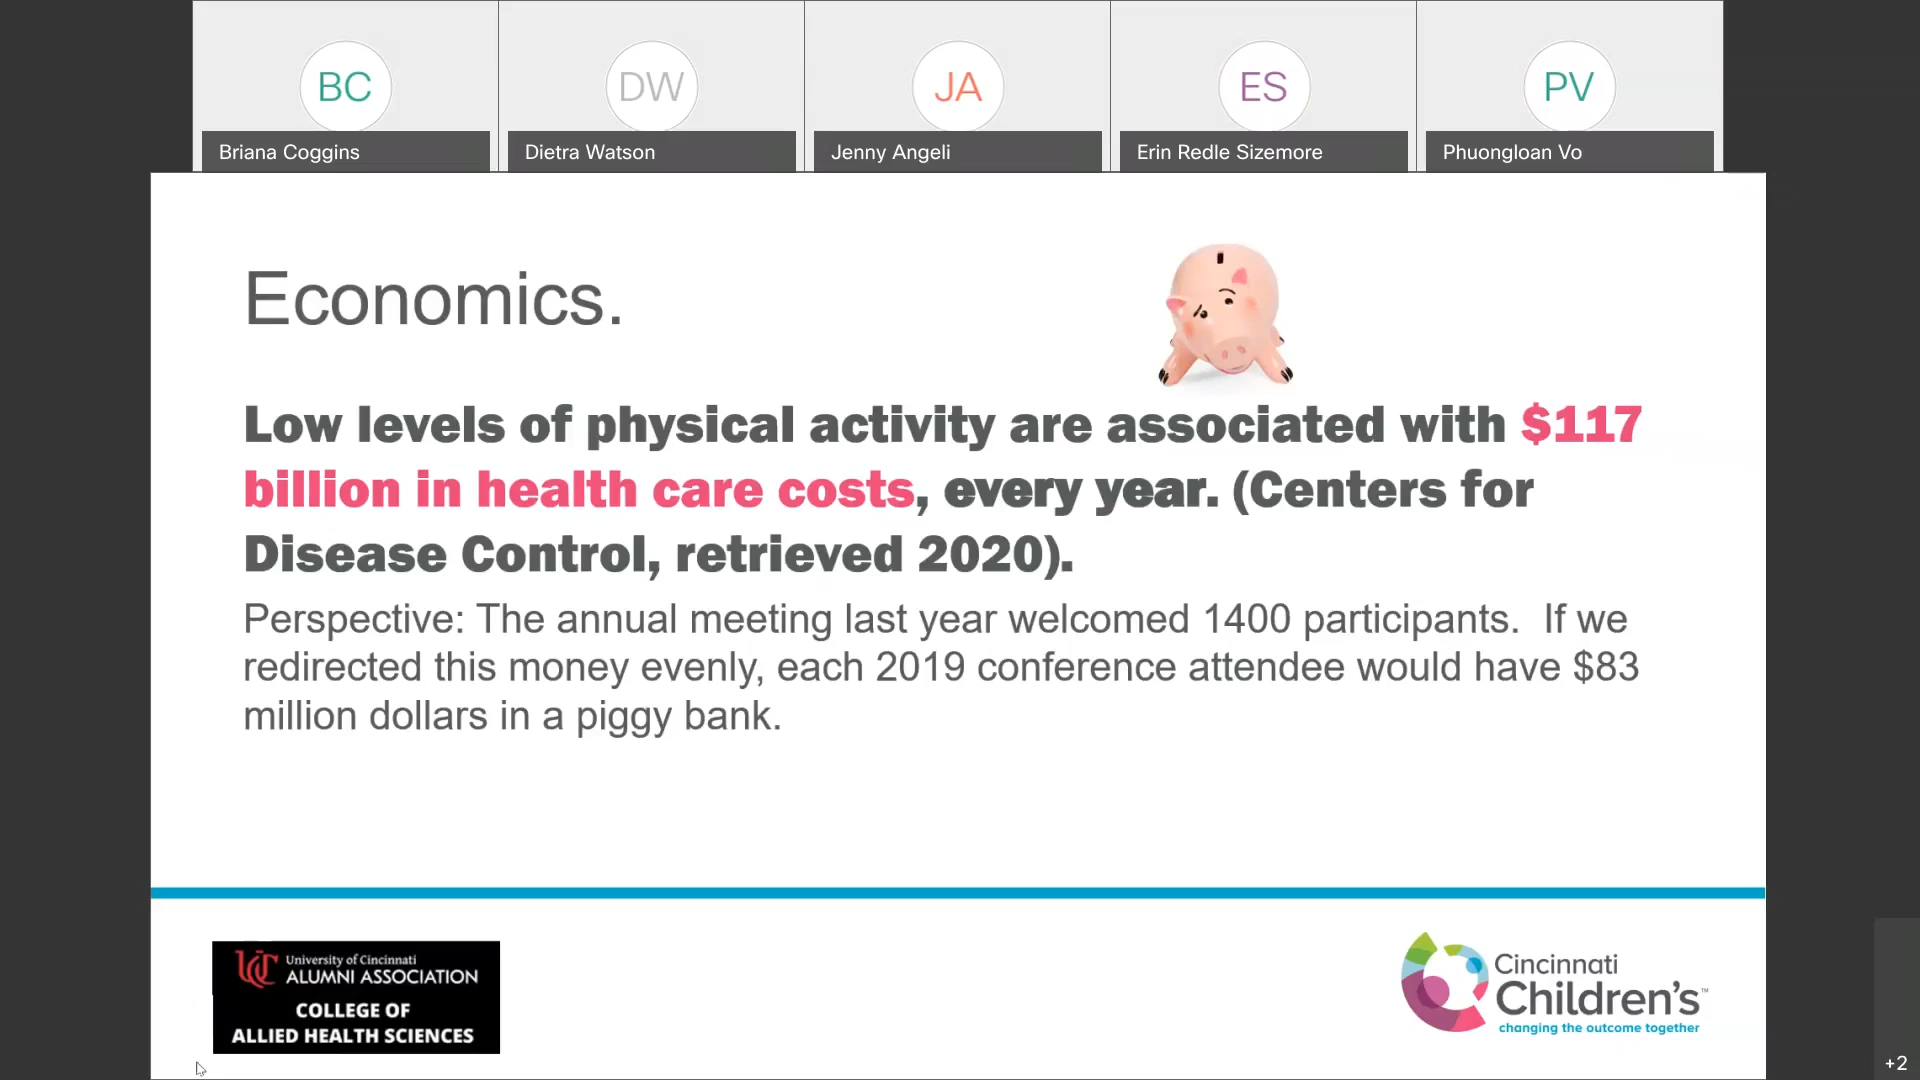 BC
DW
JA
ES
PV
Briana Coggins
Dietra Watson
Jenny Angeli
Erin Redle Sizemore
Phuongloan Vo
Economics.
Low levels of physical activity are associated with $117
billion in health care costs, every year. (Centers for
Disease Control, retrieved 2020).
Perspective: The annual meeting last year welcomed 1400 participants.  If we
redirected this money evenly, each 2019 conference attendee would have $83
million dollars in a piggy bank.
UC
University of Cincinnati
ALUMNI ASSOCIATION
COLLEGE OF
ALLIED HEALTH SCIENCES
Cincinnati
Children's™
changing the outcome together
+2